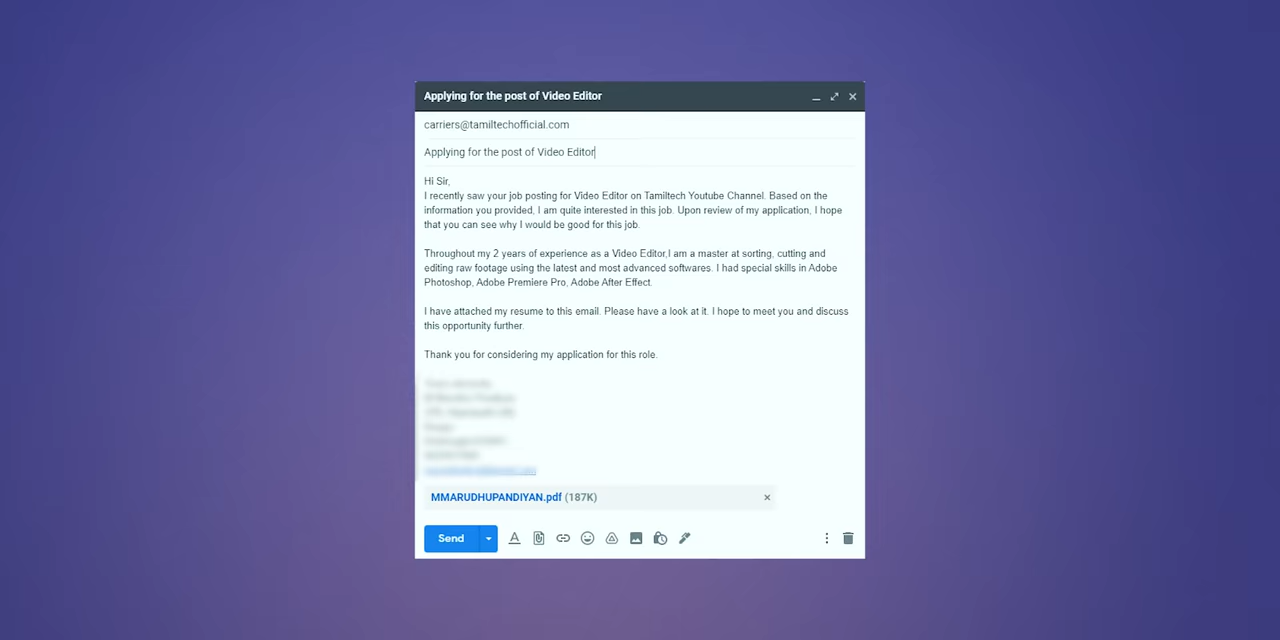 Applying for the post of Video Editor
carriers@tamiltechofficial.com
Applying for the post of Video Editor
Hi Sir,
I recently saw your job posting for Video Editor on Tamiltech Youtube Channel. Based on the
information you provided, I am quite interested in this job. Upon review of my application, I hope
that you can see why I would be good for this job.
Throughout my 2 years of experience as a Video Editor,I am a master at sorting, cutting and
editing raw footage using the latest and most advanced softwares. I had special skills in Adobe
Photoshop, Adobe Premiere Pro, Adobe After Effect.
I have attached my resume to this email. Please have a look at it. I hope to meet you and discuss
this opportunity further.
Thank you for considering my application for this role.
MMARUDHUPANDIYAN.pdf (187K)
Send